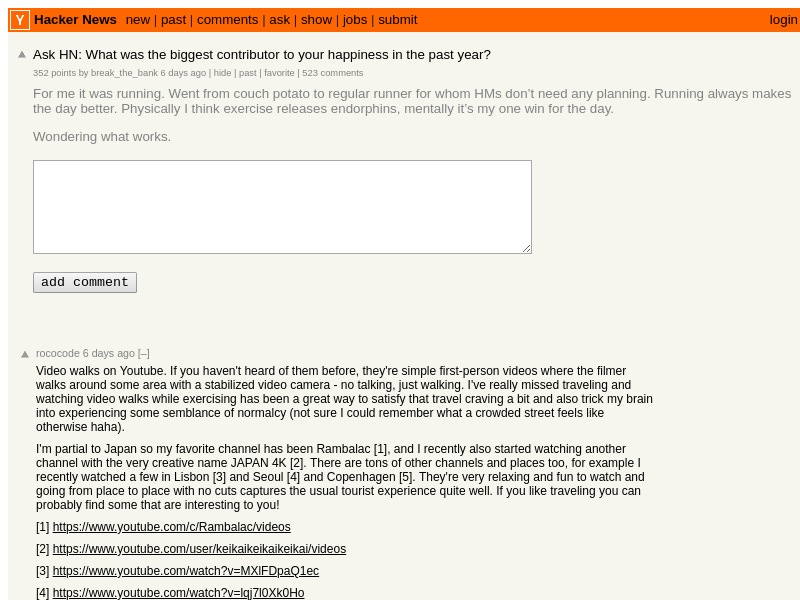 Y Hacker News new | past | comments | ask | show | jobs | submit login
Ask HN: What was the biggest contributor to your happiness in the past year?
352 points by break_the_bank 6 days ago | hide | past | favorite | 523 comments
For me it was running. Went from couch potato to regular runner for whom HMs don’t need any planning. Running always makes
the day better. Physically I think exercise releases endorphins, mentally it’s my one win for the day.
Wondering what works.
add comment
rococode 6 days ago [–]
Video walks on Youtube. If you haven't heard of them before, they're simple first-person videos where the filmer
walks around some area with a stabilized video camera - no talking, just walking. I've really missed traveling and
watching video walks while exercising has been a great way to satisfy that travel craving a bit and also trick my brain
into experiencing some semblance of normalcy (not sure I could remember what a crowded street feels like
otherwise haha).
I'm partial to Japan so my favorite channel has been Rambalac [1], and I recently also started watching another
channel with the very creative name JAPAN 4K [2]. There are tons of other channels and places too, for example I
recently watched a few in Lisbon [3] and Seoul [4] and Copenhagen [5]. They're very relaxing and fun to watch and
going from place to place with no cuts captures the usual tourist experience quite well. If you like traveling you can
probably find some that are interesting to you!
[1] https://www.youtube.com/c/Rambalac/videos
[2] https://www.youtube.com/user/keikaikeikaikeikai/videos
[3] https://www.youtube.com/watch?v=MXlFDpaQ1ec
[4] https://www.youtube.com/watch?v=lqj7l0Xk0Ho